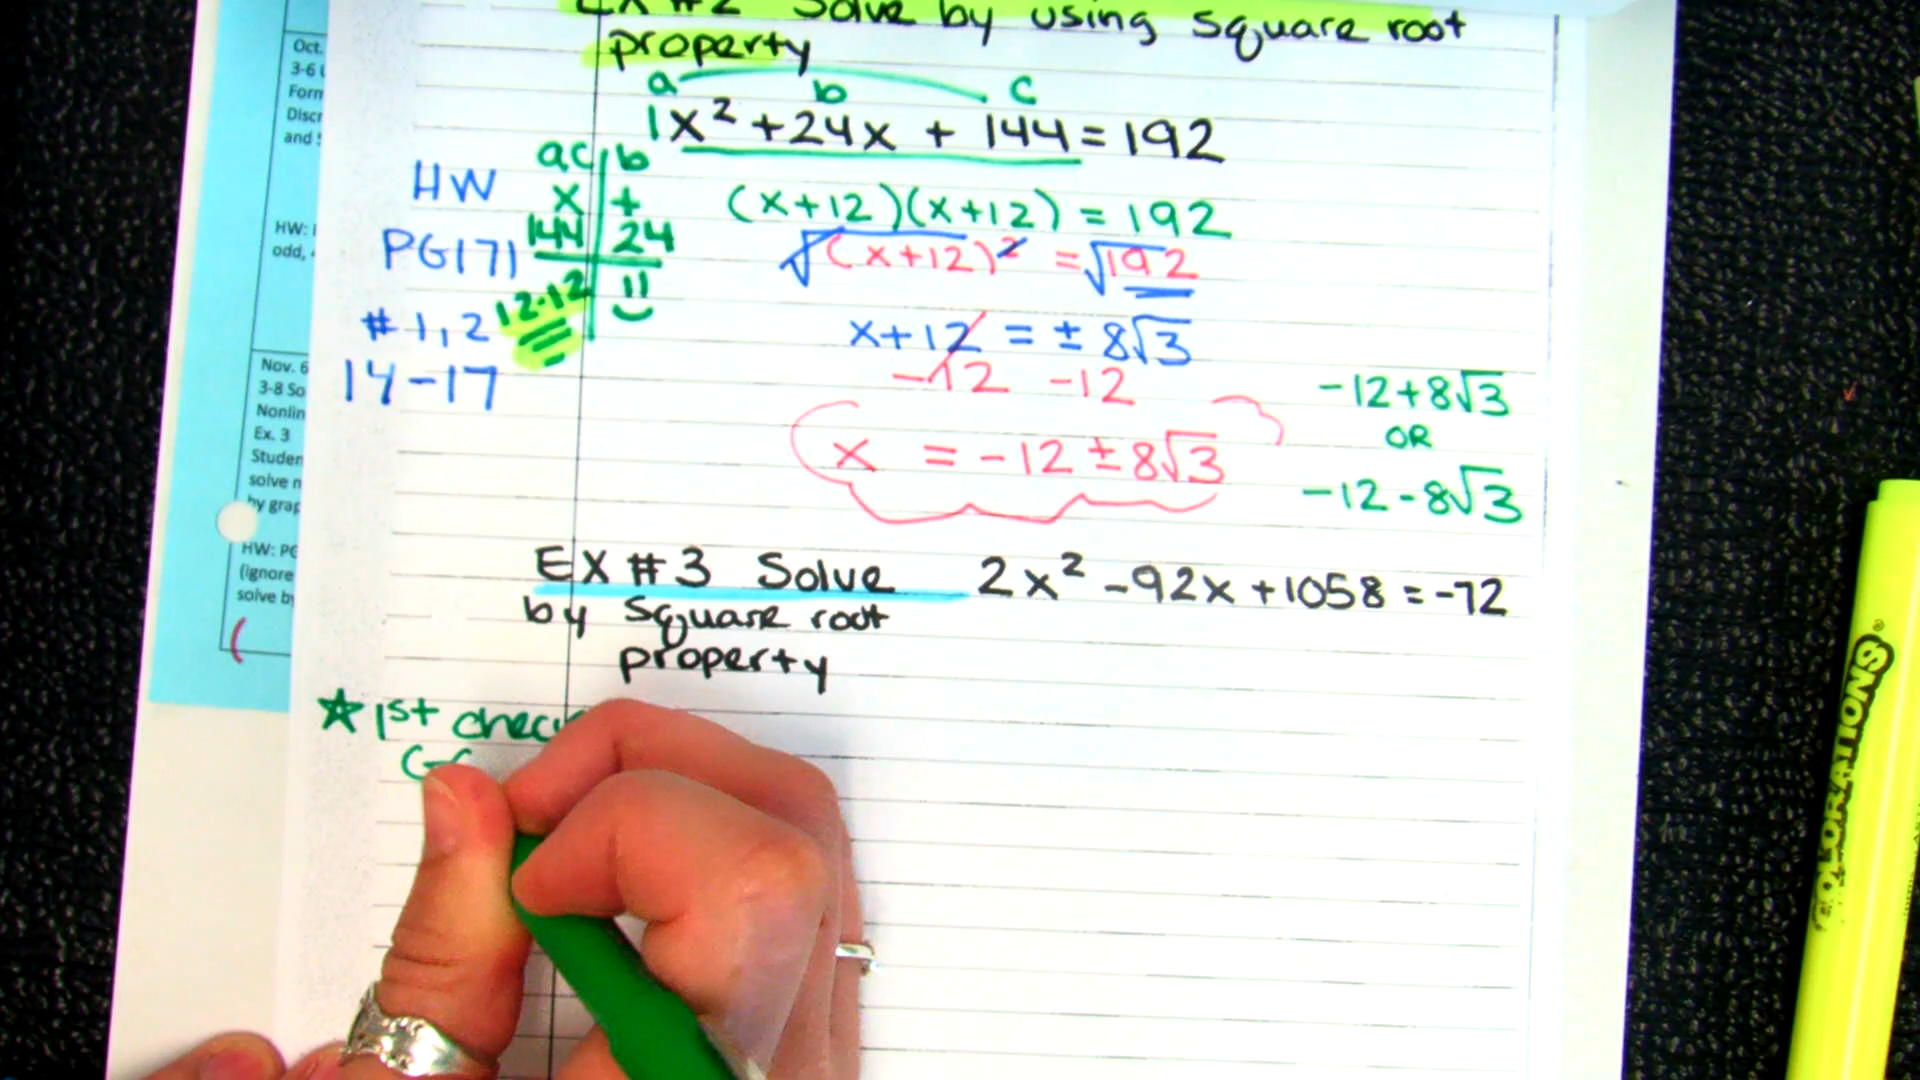 Ex #2 Solve by using square root
property
a b c
1x² + 24x + 144 = 192
ac b
x +
144 24
12·12
HW
PG171
#1,2
14-17
(x+12)(x+12) = 192
√(x+12)² = √192
x+12 = ± 8√3
-12 -12
x = -12 ± 8√3
-12+8√3
OR
-12-8√3
Ex #3 Solve 2x² - 92x + 1058 = -72
by square root
property
☆ 1st chec
GC
Oct.
3-6
Form
Discr
and
HW:
odd,
Nov. 6
3-8 So
Nonlin
Ex. 3
Studen
solve n
by grap
HW: PG
(ignore
solve by
COLORATIONS®